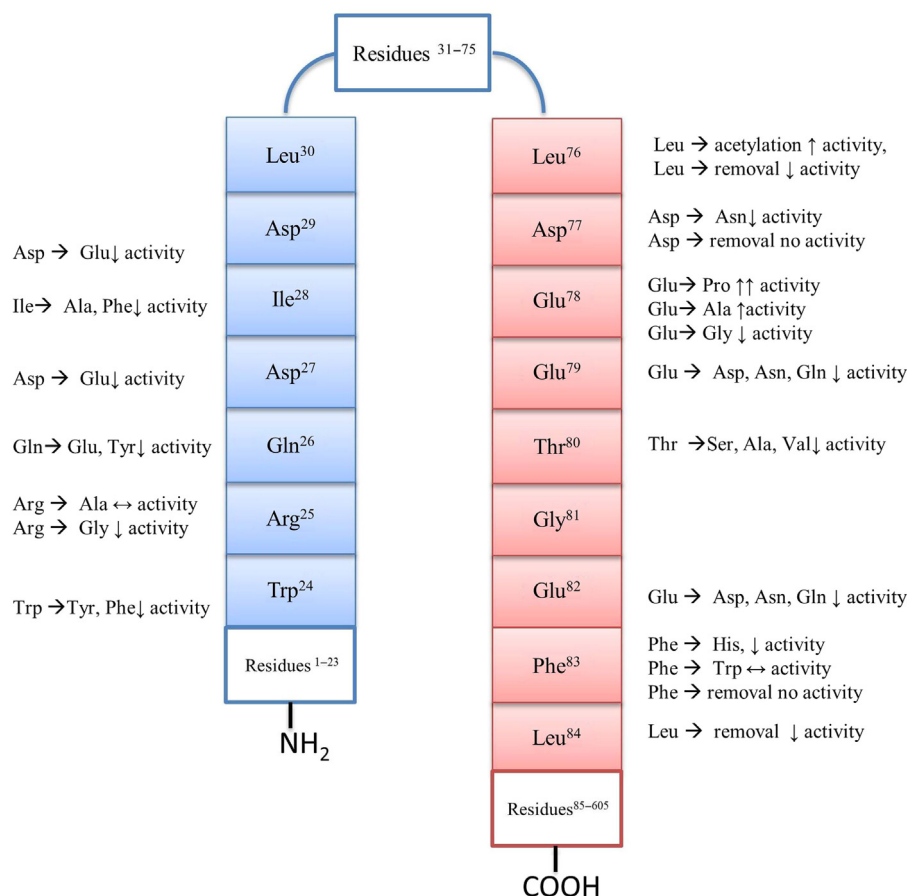 Residues 31–75
Leu30
Asp29
Asp → Glu↓ activity
Ile28
Ile→ Ala, Phe↓ activity
Asp27
Asp → Glu↓ activity
Gln26
Gln→ Glu, Tyr↓ activity
Arg25
Arg → Ala ↔ activity
Arg → Gly ↓ activity
Trp24
Trp →Tyr, Phe↓ activity
Residues 1–23
NH2
Leu76
Leu → acetylation ↑ activity,
Leu → removal ↓ activity
Asp77
Asp → Asn↓ activity
Asp → removal no activity
Glu78
Glu→ Pro ↑↑ activity
Glu→ Ala ↑activity
Glu→ Gly ↓ activity
Glu79
Glu → Asp, Asn, Gln ↓ activity
Thr80
Thr →Ser, Ala, Val↓ activity
Gly81
Glu82
Glu → Asp, Asn, Gln ↓ activity
Phe83
Phe → His, ↓ activity
Phe → Trp ↔ activity
Phe → removal no activity
Leu84
Leu → removal ↓ activity
Residues85–605
COOH